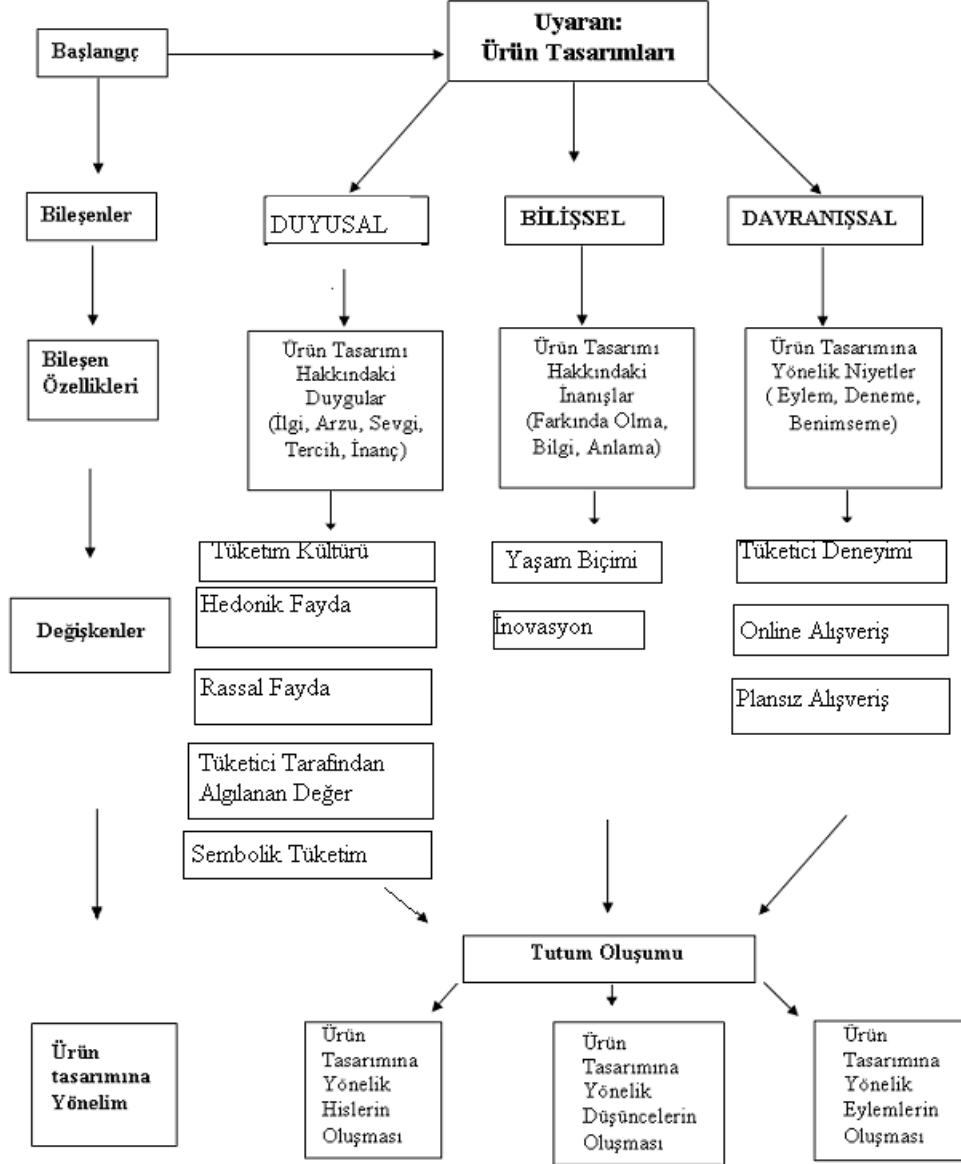 Başlangıç
Uyaran:
Ürün Tasarımları
Bileşenler
DUYUSAL
BİLİŞSEL
DAVRANIŞSAL
Bileşen
Özellikleri
Ürün Tasarımı
Hakkındaki
Duygular
(İlgi, Arzu, Sevgi,
Tercih, İnanç)
Ürün Tasarımı
Hakkındaki
İnanışlar
(Farkında Olma,
Bilgi, Anlama)
Ürün Tasarımına
Yönelik Niyetler
( Eylem, Deneme,
Benimseme)
Değişkenler
Tüketım Kültürü
Hedonik Fayda
Rassal Fayda
Tüketici Tarafından
Algılanan Değer
Sembolik Tüketim
Yaşam Biçimi
İnovasyon
Tüketici Deneyimi
Online Alışveriş
Plansız Alışveriş
Tutum Oluşumu
Ürün
tasarımına
Yönelim
Ürün
Tasarımına
Yönelik
Hislerin
Oluşması
Ürün
Tasarımına
Yönelik
Düşüncelerin
Oluşması
Ürün
Tasarımına
Yönelik
Eylemlerin
Oluşması